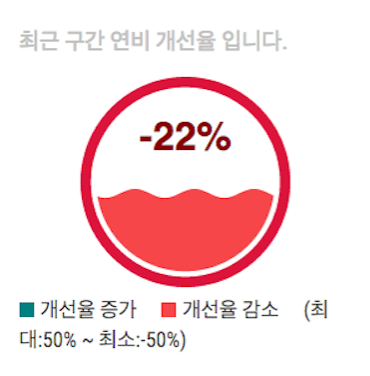 최근 구간 연비 개선율 입니다.
-22%
개선율 증가 개선율 감소 (최
대:50% ~ 최소:-50%)